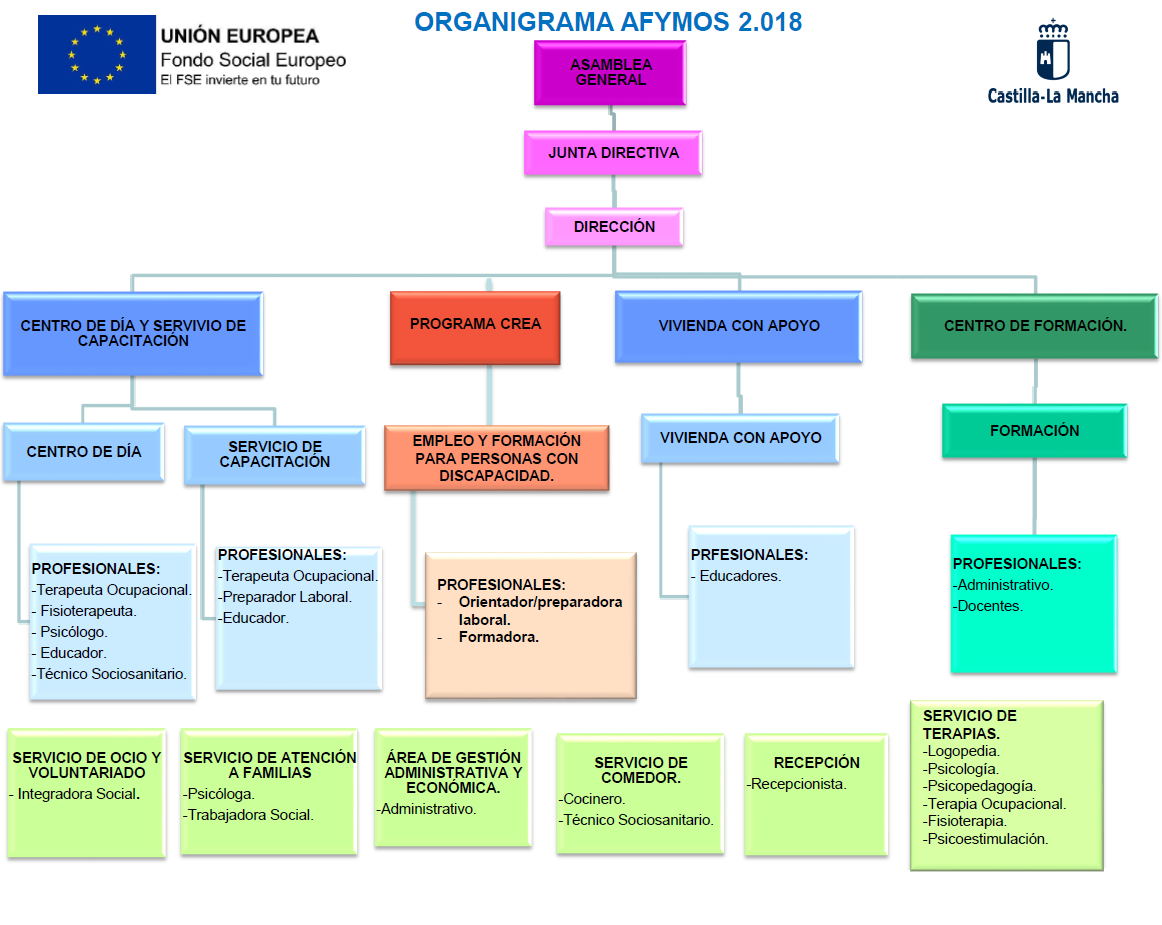 ORGANIGRAMA AFYMOS 2.018
UNIÓN EUROPEA
Fondo Social Europeo
El FSE invierte en tu futuro
Castilla-La Mancha
ASAMBLEA
GENERAL
JUNTA DIRECTIVA
DIRECCIÓN
CENTRO DE DÍA Y SERVIVIO DE
CAPACITACIÓN
PROGRAMA CREA
VIVIENDA CON APOYO
CENTRO DE FORMACIÓN.
CENTRO DE DÍA
SERVICIO DE
CAPACITACIÓN
EMPLEO Y FORMACIÓN
PARA PERSONAS CON
DISCAPACIDAD.
VIVIENDA CON APOYO
FORMACIÓN
PROFESIONALES:
-Terapeuta Ocupacional.
- Fisioterapeuta.
- Psicólogo.
- Educador.
-Técnico Sociosanitario.
PROFESIONALES:
-Terapeuta Ocupacional.
-Preparador Laboral.
-Educador.
PROFESIONALES:
- Orientador/preparadora
laboral.
- Formadora.
PRFESIONALES:
- Educadores.
PROFESIONALES:
-Administrativo.
-Docentes.
SERVICIO DE OCIO Y
VOLUNTARIADO
- Integradora Social.
SERVICIO DE ATENCIÓN
A FAMILIAS
-Psicóloga.
-Trabajadora Social.
ÁREA DE GESTIÓN
ADMINISTRATIVA Y
ECONÓMICA.
-Administrativo.
SERVICIO DE
COMEDOR.
-Cocinero.
-Técnico Sociosanitario.
RECEPCIÓN
-Recepcionista.
SERVICIO DE
TERAPIAS.
-Logopedia.
-Psicología.
-Psicopedagogía.
-Terapia Ocupacional.
-Fisioterapia.
-Psicoestimulación.